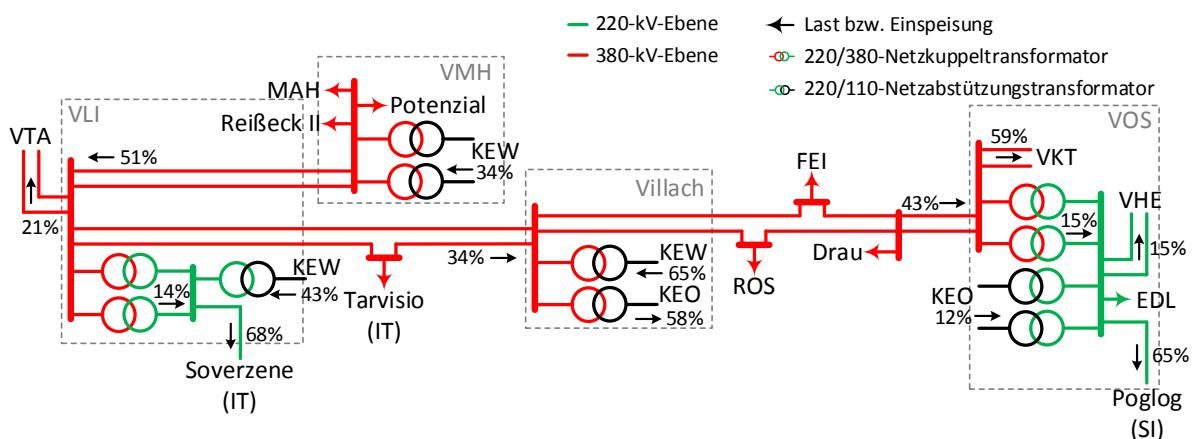 220-kV-Ebene
380-kV-Ebene
Last bzw. Einspeisung
220/380-Netzkuppeltransformator
220/110-Netzabstützungstransformator
VMH
MAH
Potenzial
Reißeck II
KEW
34%
VLI
VTA
51%
21%
14%
KEW
43%
68%
Soverzene
(IT)
Tarvisio
(IT)
Villach
34%
KEW
65%
KEO
58%
FEI
ROS
Drau
43%
VOS
59%
VKT
15%
VHE
15%
KEO
12%
EDL
65%
Poglog
(SI)